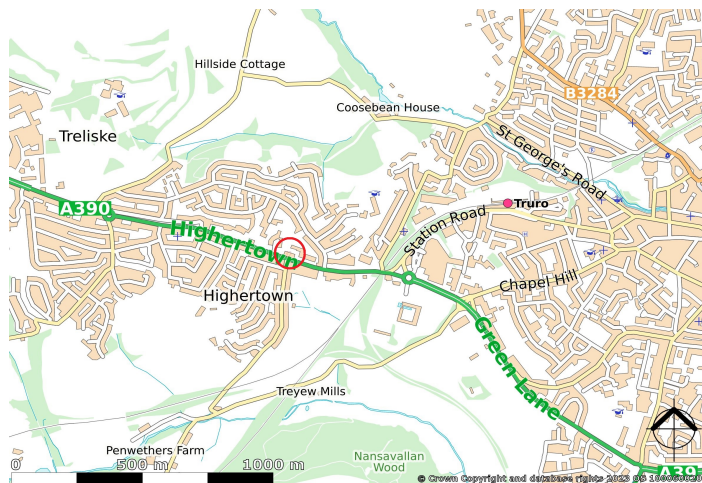 Hillside Cottage
B3284
Coosebean House
Treliske
St George's Road
A390
Truro
Station Road
Highertown
Chapel Hill
Highertown
Green Lane
Treyew Mills
Penwethers Farm
Nansavallan
Wood
0 500 m 1000 m
A39
© Crown Copyright and database rights 2023 OS 100060020